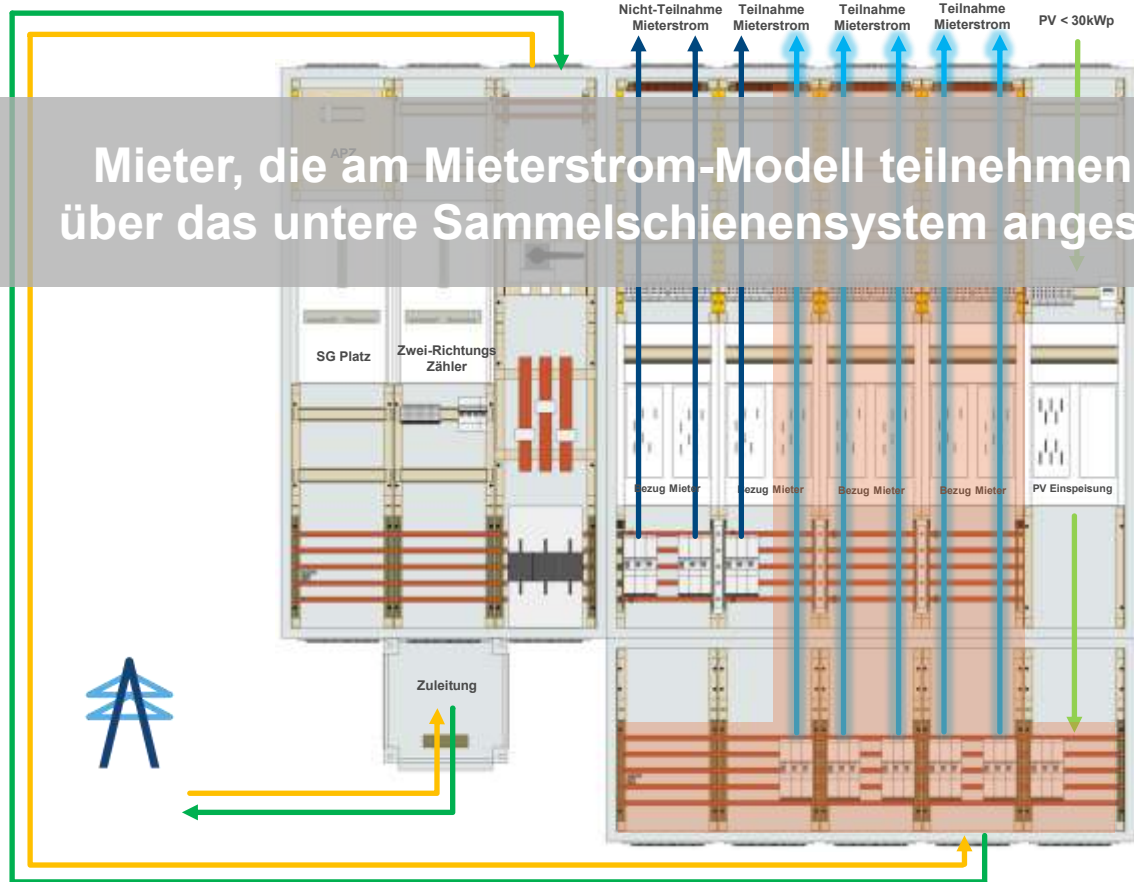 Nicht-Teilnahme
Mieterstrom
Teilnahme
Mieterstrom
Teilnahme
Mieterstrom
Teilnahme
Mieterstrom
PV < 30kWp
APZ
Mieter, die am Mieterstrom-Modell teilnehmen
über das untere Sammelschienensystem anges
SG Platz
Zwei-Richtungs
Zähler
Bezug Mieter
Bezug Mieter
Bezug Mieter
Bezug Mieter
PV Einspeisung
Zuleitung